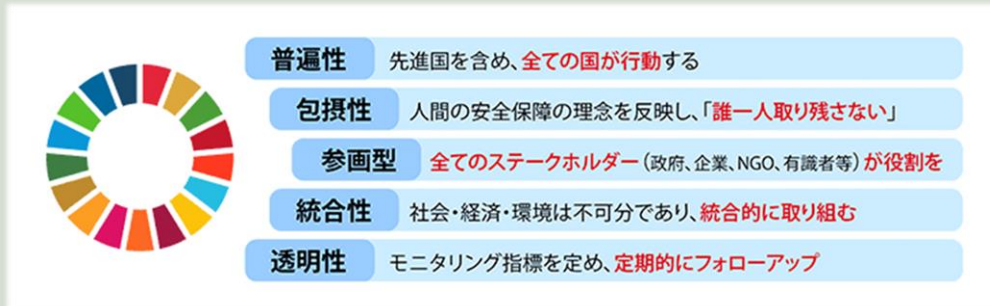 普遍性 先進国を含め、全ての国が行動する
包摂性 人間の安全保障の理念を反映し、「誰一人取り残さない」
参画型 全てのステークホルダー（政府、企業、NGO、有識者等）が役割を
統合性 社会・経済・環境は不可分であり、統合的に取り組む
透明性 モニタリング指標を定め、定期的にフォローアップ